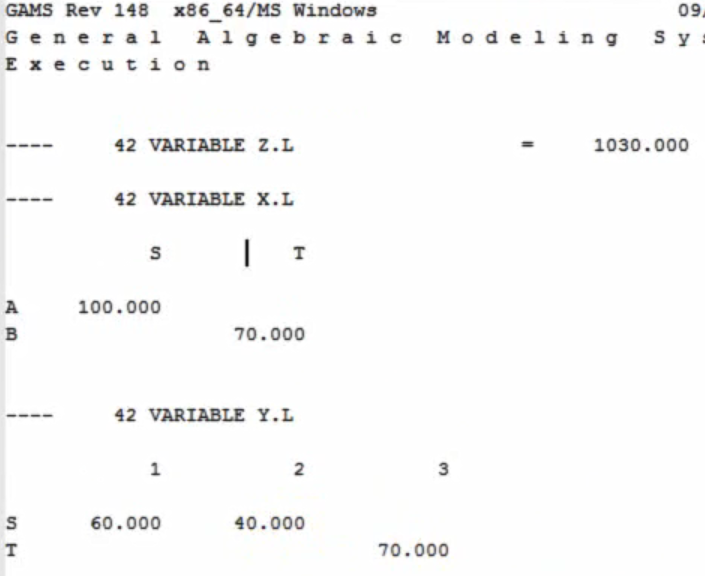 GAMS Rev 148  x86_64/MS Windows                                   09/
G e n e r a l   A l g e b r a i c   M o d e l i n g   S y s
E x e c u t i o n
----     42 VARIABLE Z.L                   =     1030.000
----     42 VARIABLE X.L
            S           T
A     100.000
B                  70.000
----     42 VARIABLE Y.L
            1           2           3
S      60.000      40.000
T                              70.000